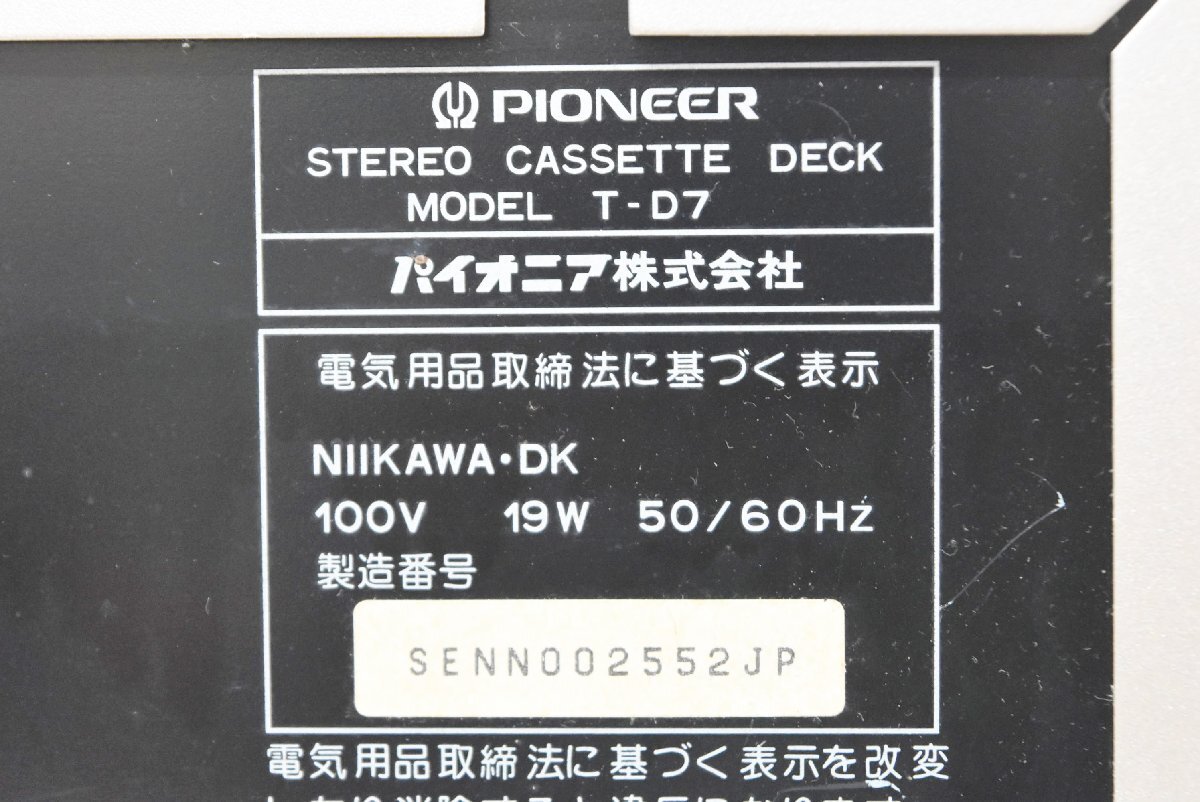 PIONEER
STEREO CASSETTE DECK
MODEL T-D7
パイオニア株式会社
電気用品取締法に基づく表示
NIIKAWA・DK
100V 19W 50/60Hz
製造番号
SENN002552JP
電気用品取締法に基づく表示を改変